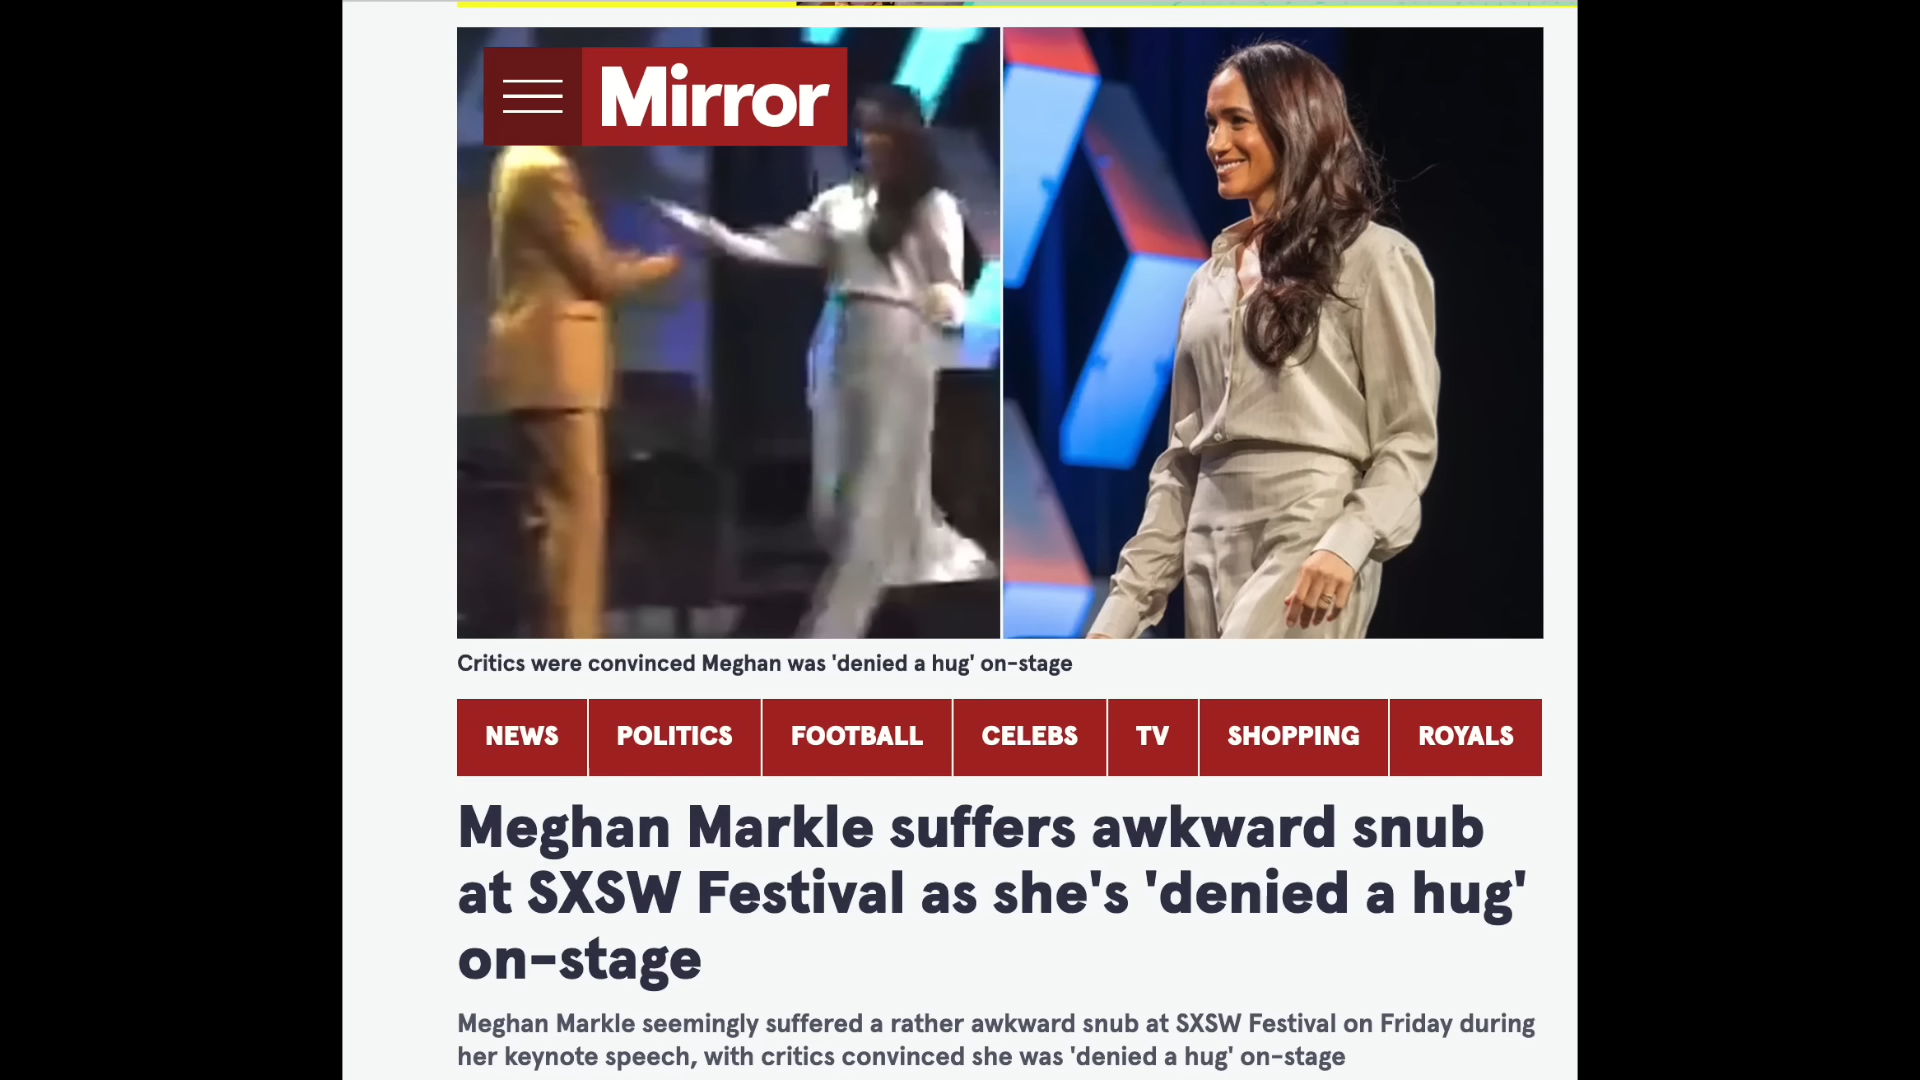 Mirror
Critics were convinced Meghan was 'denied a hug' on-stage
NEWS POLITICS FOOTBALL CELEBS TV SHOPPING ROYALS
Meghan Markle suffers awkward snub
at SXSW Festival as she's 'denied a hug'
on-stage
Meghan Markle seemingly suffered a rather awkward snub at SXSW Festival on Friday during
her keynote speech, with critics convinced she was 'denied a hug' on-stage